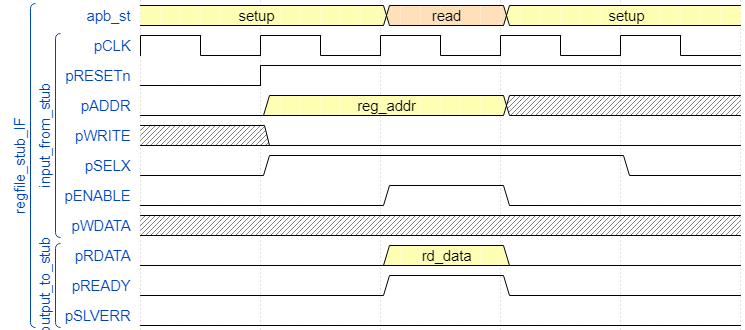 apb_st setup read setup
pCLK
pRESETn
pADDR reg_addr
pWRITE
pSELX
pENABLE
pWDATA
pRDATA rd_data
pREADY
pSLVERR
regfile_stub_IF
input_from_stub
output_to_stub